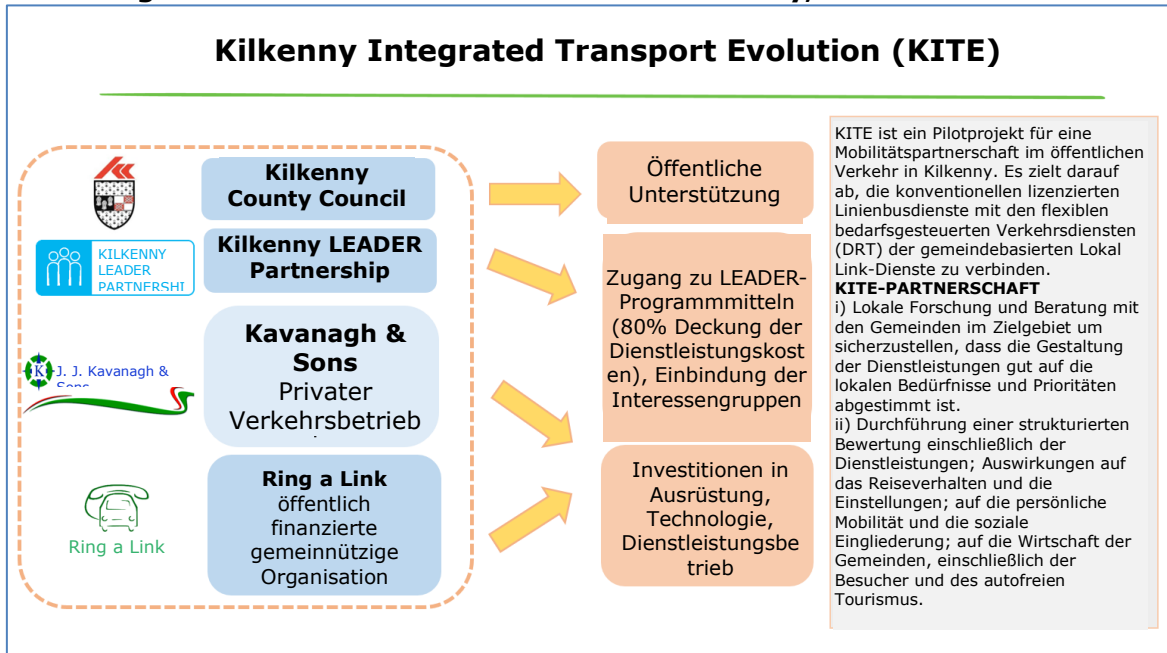 Kilkenny Integrated Transport Evolution (KITE)
Kilkenny
County Council
KILKENNY
LEADER
PARTNERSHI
Kilkenny LEADER
Partnership
J. J. Kavanagh &
Kavanagh &
Sons
Privater
Verkehrsbetrieb
Ring a Link
Ring a Link
öffentlich
finanzierte
gemeinnützige
Organisation
Öffentliche
Unterstützung
Zugang zu LEADER-
Programmmitteln
(80% Deckung der
Dienstleistungskost
en), Einbindung der
Interessengruppen
Investitionen in
Ausrüstung,
Technologie,
Dienstleistungsbe
trieb
KITE ist ein Pilotprojekt für eine
Mobilitätspartnerschaft im öffentlichen
Verkehr in Kilkenny. Es zielt darauf
ab, die konventionellen lizenzierten
Linienbusdienste mit den flexiblen
bedarfsgesteuerten Verkehrsdiensten
(DRT) der gemeindebasierten Lokal
Link-Dienste zu verbinden.
KITE-PARTNERSCHAFT
i) Lokale Forschung und Beratung mit
den Gemeinden im Zielgebiet um
sicherzustellen, dass die Gestaltung
der Dienstleistungen gut auf die
lokalen Bedürfnisse und Prioritäten
abgestimmt ist.
ii) Durchführung einer strukturierten
Bewertung einschließlich der
Dienstleistungen; Auswirkungen auf
das Reiseverhalten und die
Einstellungen; auf die persönliche
Mobilität und die soziale
Eingliederung; auf die Wirtschaft der
Gemeinden, einschließlich der
Besucher und des autofreien
Tourismus.